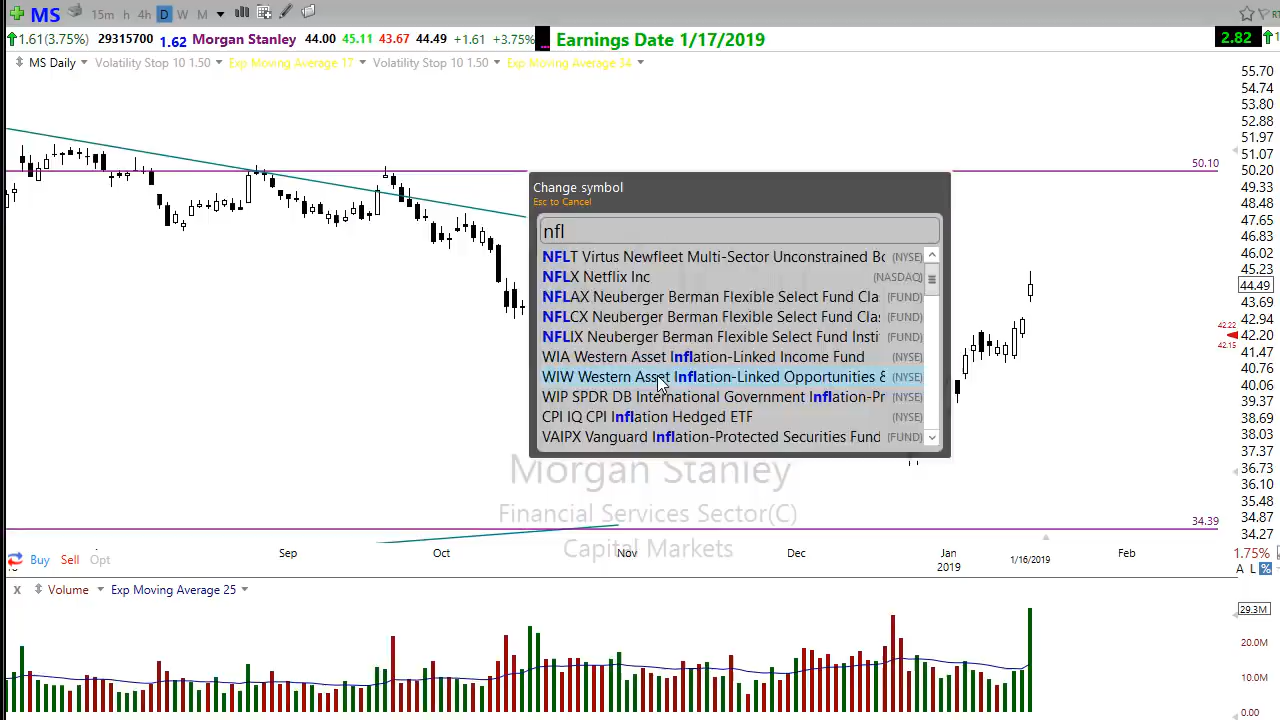 MS 15m h 4h D W M
1.61(3.75%) 29315700 1.62 Morgan Stanley 44.00 45.11 43.67 44.49 +1.61 +3.75% Earnings Date 1/17/2019 2.82
MS Daily Volatility Stop 10 1.50 Exp Moving Average 17 Volatility Stop 10 1.50 Exp Moving Average 34
55.70
54.74
53.80
52.88
51.97
51.07
50.10
50.20
49.33
48.47
47.65
46.83
46.02
45.23
44.49
43.69
42.94
42.22
42.20
42.15
41.47
40.76
40.06
39.37
38.69
38.03
37.37
36.73
36.10
35.48
34.87
34.39
34.27
Change symbol
Esc to Cancel
nfl
NFLT Virtus Newfleet Multi-Sector Unconstrained Bc (NYSE)
NFLX Netflix Inc (NASDAQ)
NFLAX Neuberger Berman Flexible Select Fund Clas (FUND)
NFLCX Neuberger Berman Flexible Select Fund Clas (FUND)
NFLIX Neuberger Berman Flexible Select Fund Insti (FUND)
WIA Western Asset Inflation-Linked Income Fund (NYSE)
WIW Western Asset Inflation-Linked Opportunities & (NYSE)
WIP SPDR DB International Government Inflation-Pr (NYSE)
CPI IQ CPI Inflation Hedged ETF (NYSE)
VAIPX Vanguard Inflation-Protected Securities Fund (FUND)
Morgan Stanley
Financial Services Sector(C)
Capital Markets
Buy Sell Opt
Sep Oct Nov Dec Jan Feb
2019 1/16/2019
1.75%
A L %
X Volume Exp Moving Average 25
29.3M
20.0M
10.0M
0.00